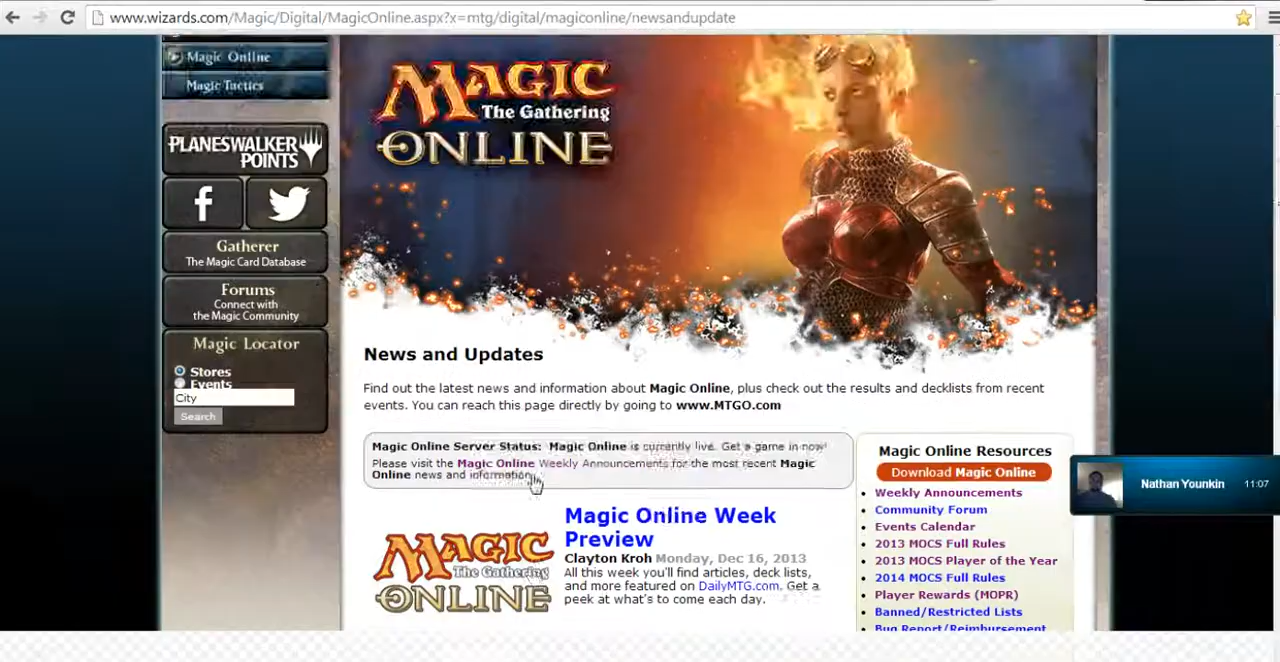 www.wizards.com/Magic/Digital/MagicOnline.aspx?x=mtg/digital/magiconline/newsandupdate
Magic Online
Magic Tactics
PLANESWALKER
POINTS
Gatherer
The Magic Card Database
Forums
Connect with
the Magic Community
Magic Locator
Stores
Events
City
Search
MAGIC
The Gathering
ONLINE
News and Updates
Find out the latest news and information about Magic Online, plus check out the results and decklists from recent
events. You can reach this page directly by going to www.MTGO.com
Magic Online Server Status: Magic Online is currently live. Get a game in now!
Please visit the Magic Online Weekly Announcements for the most recent Magic
Online news and information.
MAGIC
The Gathering
ONLINE
Magic Online Week
Preview
Clayton Kroh Monday, Dec 16, 2013
All this week you'll find articles, deck lists,
and more featured on DailyMTG.com. Get a
peek at what's to come each day.
Magic Online Resources
Download Magic Online
Weekly Announcements
Community Forum
Events Calendar
2013 MOCS Full Rules
2013 MOCS Player of the Year
2014 MOCS Full Rules
Player Rewards (MOPR)
Banned/Restricted Lists
Bug Report/Reimbursement
Nathan Younkin 11:07